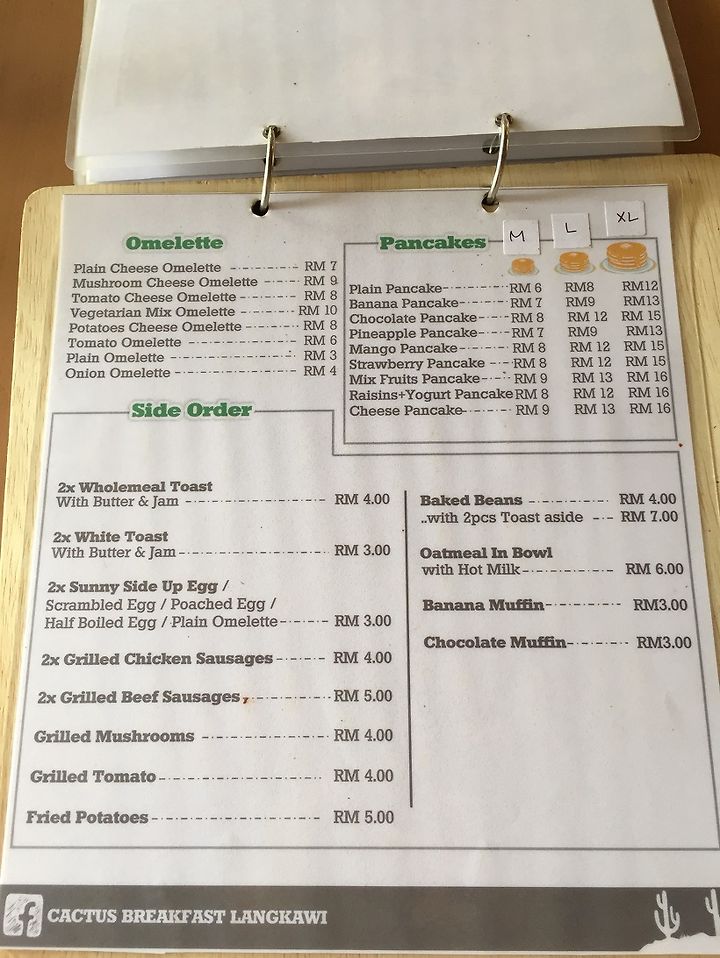 Omelette
Plain Cheese Omelette RM 7
Mushroom Cheese Omelette RM 9
Tomato Cheese Omelette RM 8
Vegetarian Mix Omelette RM 10
Potatoes Cheese Omelette RM 8
Tomato Omelette RM 6
Plain Omelette RM 3
Onion Omelette RM 4
Pancakes M L XL
Plain Pancake RM 6 RM8 RM12
Banana Pancake RM 7 RM9 RM13
Chocolate Pancake RM 8 RM 12 RM 15
Pineapple Pancake RM 7 RM9 RM13
Mango Pancake RM 8 RM 12 RM 15
Strawberry Pancake RM 8 RM 12 RM 15
Mix Fruits Pancake RM 9 RM 13 RM 16
Raisins+Yogurt Pancake RM 8 RM 12 RM 16
Cheese Pancake RM 9 RM 13 RM 16
Side Order
2x Wholemeal Toast
With Butter & Jam RM 4.00
2x White Toast
With Butter & Jam RM 3.00
2x Sunny Side Up Egg /
Scrambled Egg / Poached Egg /
Half Boiled Egg / Plain Omelette RM 3.00
2x Grilled Chicken Sausages RM 4.00
2x Grilled Beef Sausages RM 5.00
Grilled Mushrooms RM 4.00
Grilled Tomato RM 4.00
Fried Potatoes RM 5.00
Baked Beans RM 4.00
..with 2pcs Toast aside RM 7.00
Oatmeal In Bowl
with Hot Milk RM 6.00
Banana Muffin RM3.00
Chocolate Muffin RM3.00
f CACTUS BREAKFAST LANGKAWI